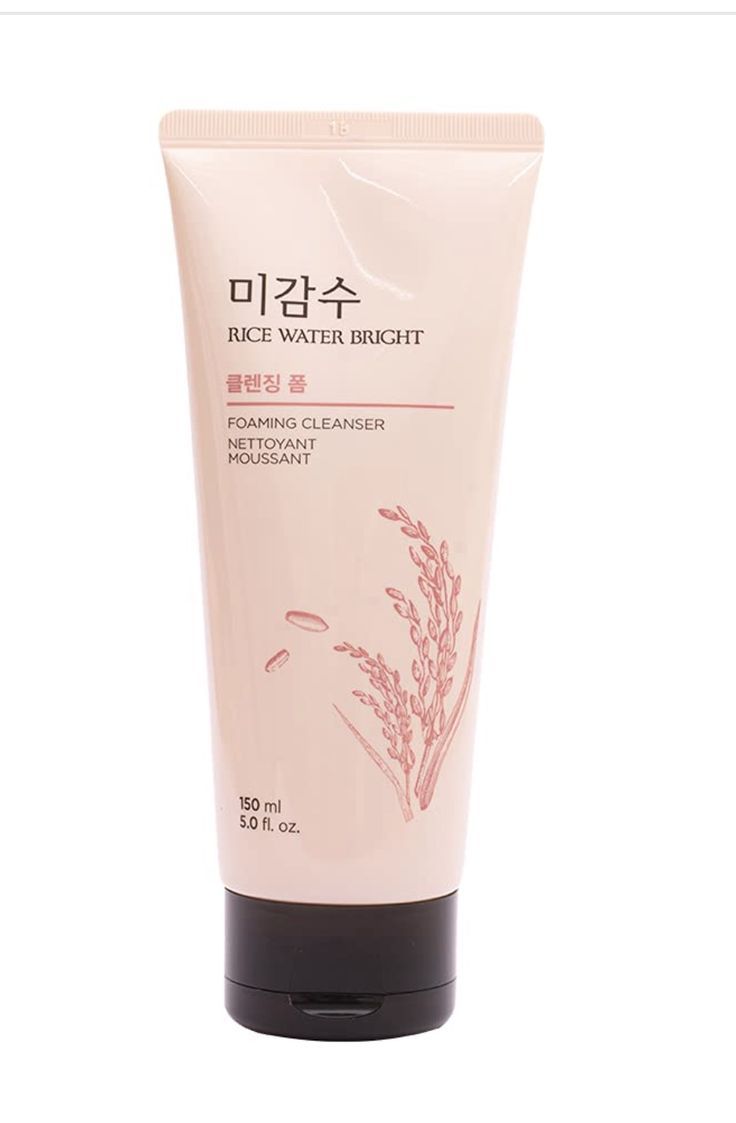 15
미감수
RICE WATER BRIGHT
클렌징 폼
FOAMING CLEANSER
NETTOYANT
MOUSSANT
150 ml
5.0 fl. oz.